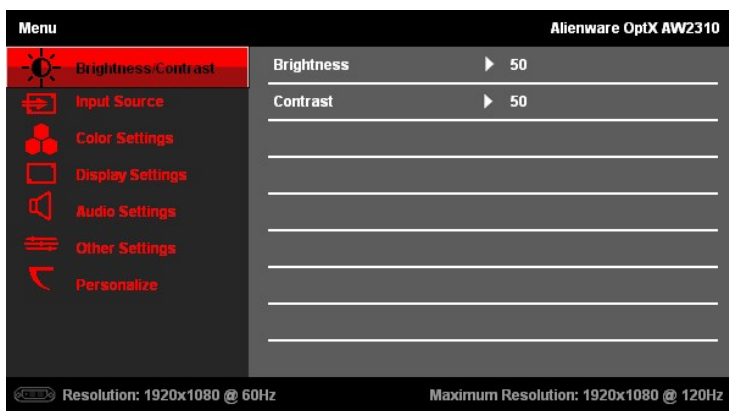 Menu
Alienware OptX AW2310
Brightness/Contrast
Brightness 50
Input Source
Contrast 50
Color Settings
Display Settings
Audio Settings
Other Settings
Personalize
Resolution: 1920x1080 @ 60Hz
Maximum Resolution: 1920x1080 @ 120Hz